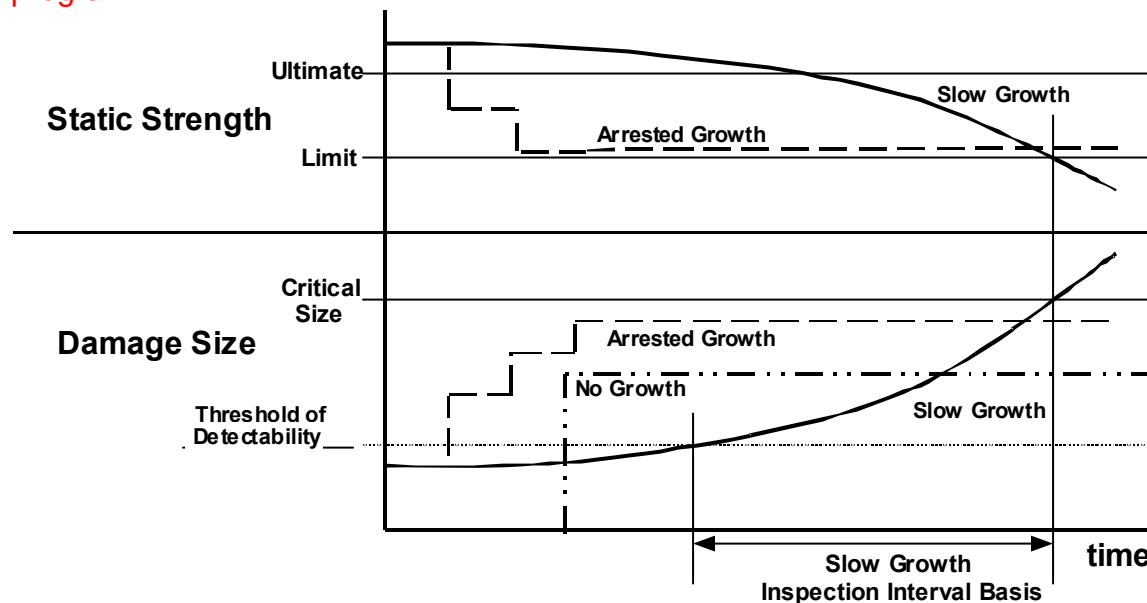 Ultimate
Static Strength
Slow Growth
Arrested Growth
Limit
Critical
Size
Damage Size
Arrested Growth
No Growth
Slow Growth
Threshold of
Detectability
time
Slow Growth
Inspection Interval Basis